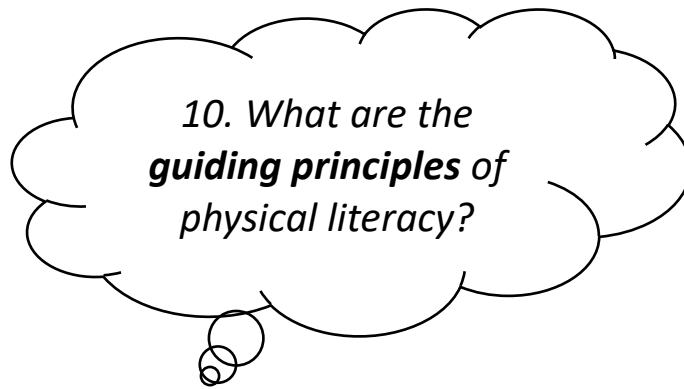 10. What are the
guiding principles of
physical literacy?